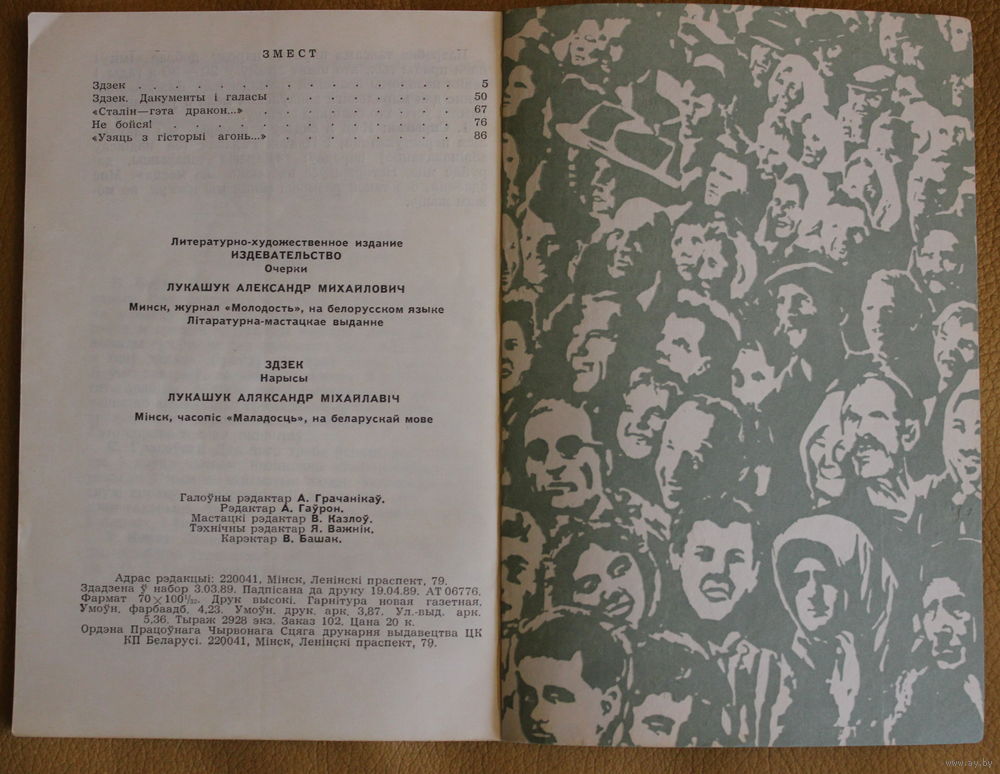 ЗМЕСТ
Здзек . . . . . . . . . . . . . . . . 5
Здзек. Дакументы і галасы . . . . . . . . . 50
«Сталін—гэта дракон...» . . . . . . . . . . 67
Не бойся! . . . . . . . . . . . . . . 76
«Узяць з гісторыі агонь...» . . . . . . . . . 86
Литературно-художественное издание
ИЗДЕВАТЕЛЬСТВО
Очерки
ЛУКАШУК АЛЕКСАНДР МИХАЙЛОВИЧ
Минск, журнал «Молодость», на белорусском языке
Літаратурна-мастацкае выданне
ЗДЗЕК
Нарысы
ЛУКАШУК АЛЯКСАНДР МІХАЙЛАВІЧ
Мінск, часопіс «Маладосць», на беларускай мове
Галоўны рэдактар А. Грачанікаў.
Рэдактар А. Гаўрон.
Мастацкі рэдактар В. Казлоў.
Тэхнічны рэдактар Я. Важнік.
Карэктар В. Башак.
Адрас рэдакцыі: 220041, Мінск, Ленінскі праспект, 79.
Здадзена ў набор 3.03.89. Падпісана да друку 19.04.89. АТ 06776.
Фармат 70×100¹/₃₂. Друк высокі. Гарнітура новая газетная.
Умоўн. фарбаадб. 4,23. Умоўн. друк. арк. 3,87. Ул.-выд. арк.
5,36. Тыраж 2928 экз. Заказ 102. Цана 20 к.
Ордэна Працоўнага Чырвонага Сцяга друкарня выдавецтва ЦК
КП Беларусі. 220041, Мінск, Ленінскі праспект, 79.
www.ay.by